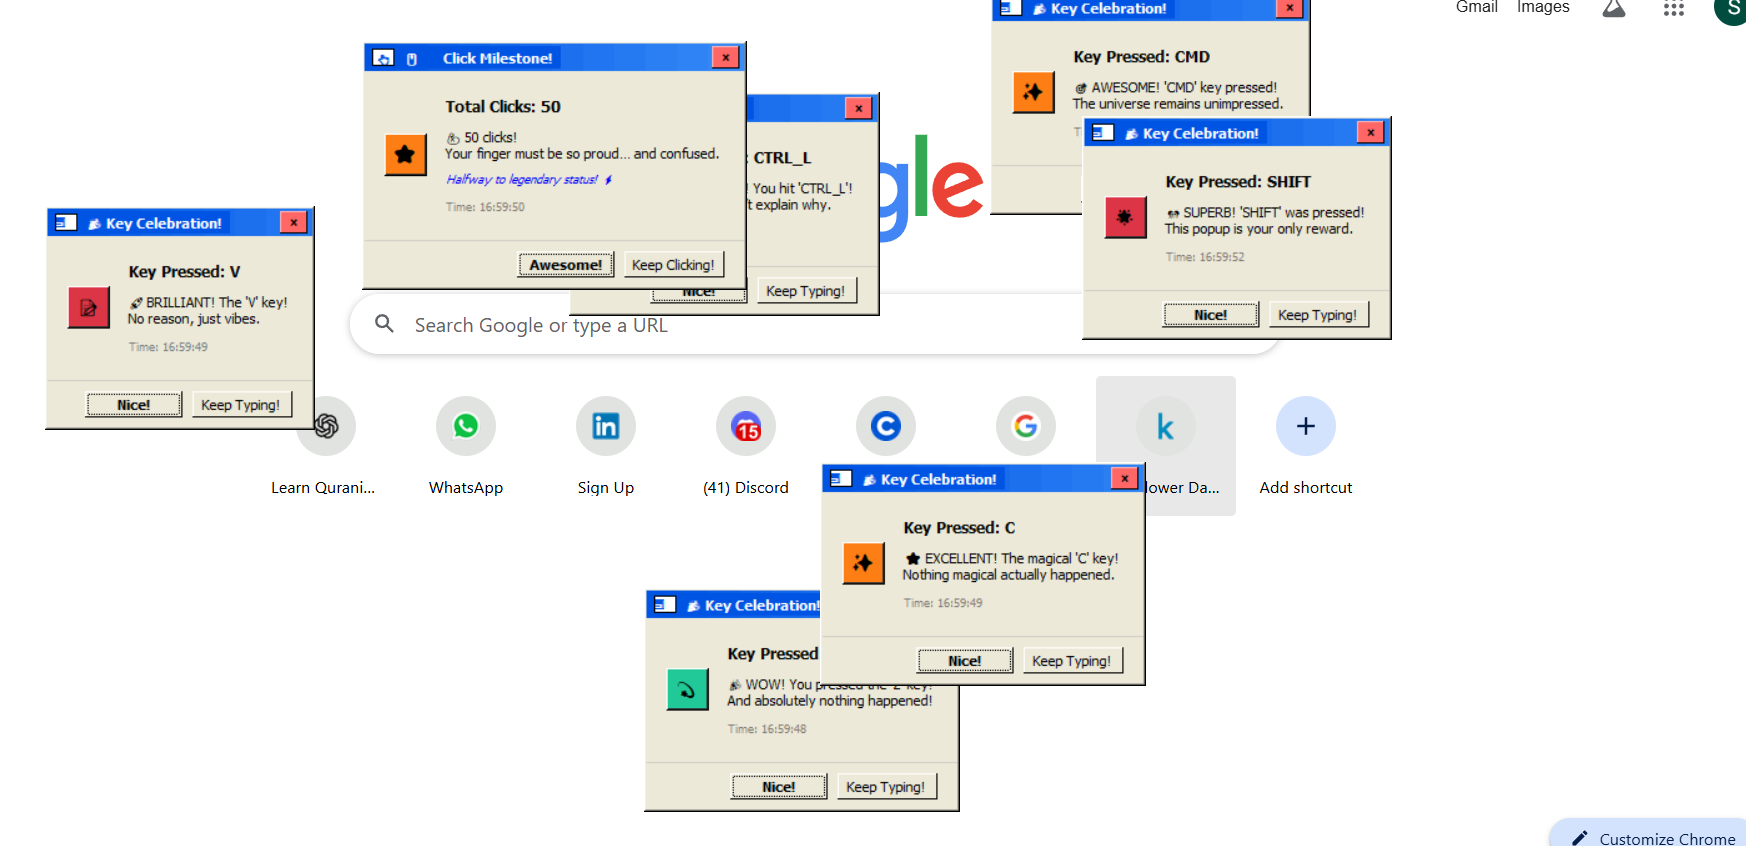 Gmail Images S
Key Celebration!
Key Pressed: CMD
AWESOME! 'CMD' key pressed!
The universe remains unimpressed.
Click Milestone!
Total Clicks: 50
50 clicks!
Your finger must be so proud... and confused.
Halfway to legendary status!
Time: 16:59:50
Awesome! Keep Clicking!
: CTRL_L
! You hit 'CTRL_L'!
't explain why.
Nice! Keep Typing!
gle
Key Celebration!
Key Pressed: SHIFT
SUPERB! 'SHIFT' was pressed!
This popup is your only reward.
Time: 16:59:52
Nice! Keep Typing!
Key Celebration!
Key Pressed: V
BRILLIANT! The 'V' key!
No reason, just vibes.
Time: 16:59:49
Nice! Keep Typing!
Search Google or type a URL
15
Learn Qurani...
WhatsApp
Sign Up
(41) Discord
lower Da...
Add shortcut
Key Celebration!
Key Pressed: C
EXCELLENT! The magical 'C' key!
Nothing magical actually happened.
Time: 16:59:49
Nice! Keep Typing!
Key Celebration!
Key Pressed
WOW! You pressed the 'Z' key!
And absolutely nothing happened!
Time: 16:59:48
Nice! Keep Typing!
Customize Chrome